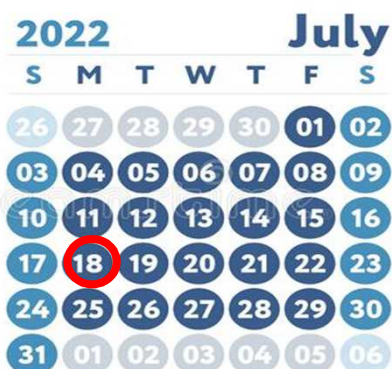 2022 July
S M T W T F S
26 27 28 29 30 01 02
03 04 05 06 07 08 09
10 11 12 13 14 15 16
17 18 19 20 21 22 23
24 25 26 27 28 29 30
31 01 02 03 04 05 06